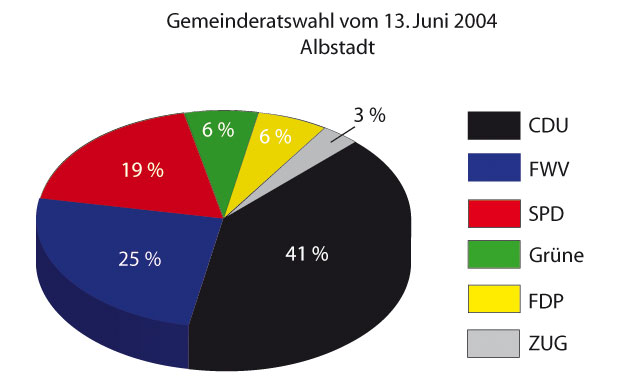 Gemeinderatswahl vom 13. Juni 2004
Albstadt
6 %
6 %
3 %
19 %
25 %
41 %
CDU
FWV
SPD
Grüne
FDP
ZUG